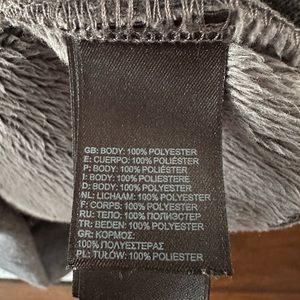 GB: BODY: 100% POLYESTER
E: CUERPO: 100% POLIÉSTER
P: BODY: 100% POLIÉSTER
I: BODY: 100% POLIESTERE
D: BODY: 100% POLYESTER
NL: LICHAAM: 100% POLYESTER
F: CORPS: 100% POLYESTER
RU: ТЕЛО: 100% ПОЛИЭСТЕР
TR: BEDEN: 100% POLYESTER
GR: ΚΟΡΜΟΣ:
100% ΠΟΛΥΕΣΤΕΡΑΣ
PL: TUŁÓW: 100% POLIESTER